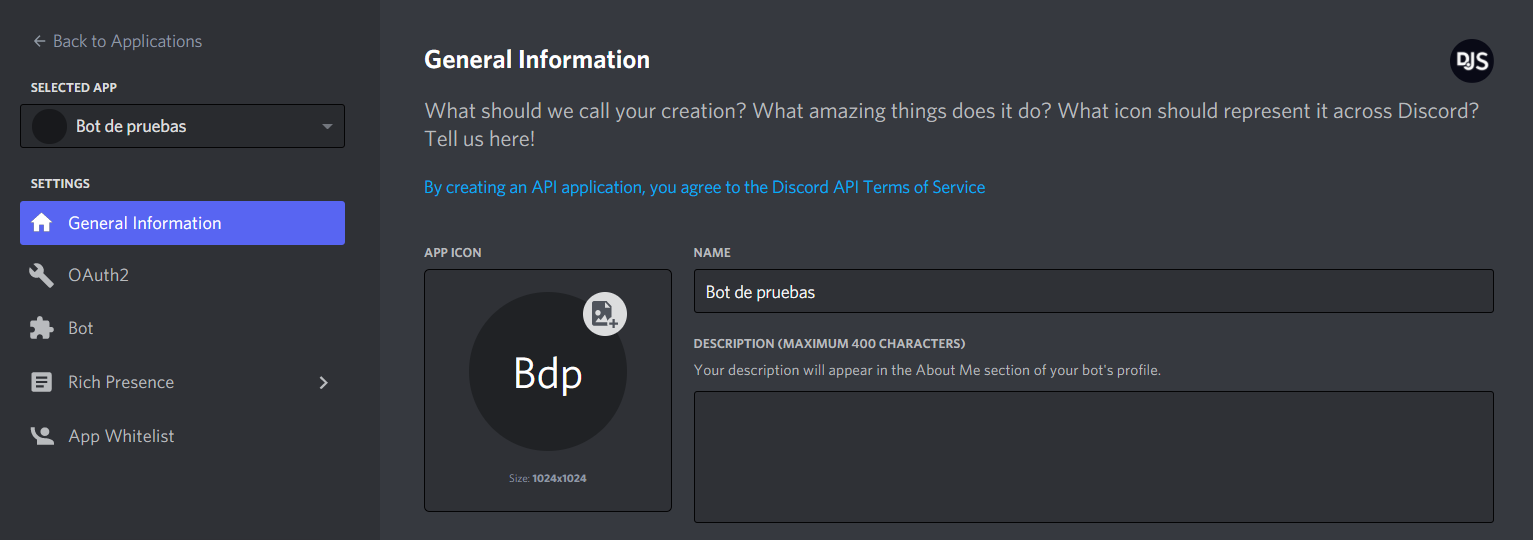 Back to Applications
SELECTED APP
Bot de pruebas
SETTINGS
General Information
OAuth2
Bot
Rich Presence
App Whitelist
General Information
DJS
What should we call your creation? What amazing things does it do? What icon should represent it across Discord?
Tell us here!
By creating an API application, you agree to the Discord API Terms of Service
APP ICON
Bdp
Size: 1024x1024
NAME
Bot de pruebas
DESCRIPTION (MAXIMUM 400 CHARACTERS)
Your description will appear in the About Me section of your bot's profile.